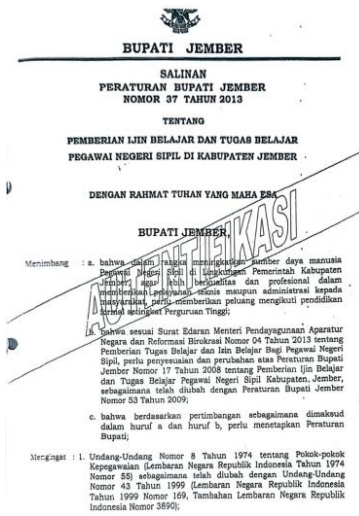 BUPATI JEMBER
SALINAN
PERATURAN BUPATI JEMBER
NOMOR 37 TAHUN 2013
TENTANG
PEMBERIAN IJIN BELAJAR DAN TUGAS BELAJAR
PEGAWAI NEGERI SIPIL DI KABUPATEN JEMBER
DENGAN RAHMAT TUHAN YANG MAHA ESA
BUPATI JEMBER,
AUTENTIFIKASI
Menimbang : a. bahwa dalam rangka meningkatkan sumber daya manusia
Pegawai Negeri Sipil di Lingkungan Pemerintah Kabupaten
Jember agar lebih berkualitas dan profesional dalam
memberikan pelayanan teknis maupun administrasi kepada
masyarakat, perlu memberikan peluang mengikuti pendidikan
formal setingkat Perguruan Tinggi;
b. bahwa sesuai Surat Edaran Menteri Pendayagunaan Aparatur
Negara dan Reformasi Birokrasi Nomor 04 Tahun 2013 tentang
Pemberian Tugas Belajar dan Izin Belajar Bagi Pegawai Negeri
Sipil, perlu penyesuaian dan perubahan atas Peraturan Bupati
Jember Nomor 17 Tahun 2008 tentang Pemberian Ijin Belajar
dan Tugas Belajar Pegawai Negeri Sipil Kabupaten Jember,
sebagaimana telah diubah dengan Peraturan Bupati Jember
Nomor 53 Tahun 2009;
c. bahwa berdasarkan pertimbangan sebagaimana dimaksud
dalam huruf a dan huruf b, perlu menetapkan Peraturan
Bupati;
Mengingat : 1. Undang-Undang Nomor 8 Tahun 1974 tentang Pokok-pokok
Kepegawaian (Lembaran Negara Republik Indonesia Tahun 1974
Nomor 55) sebagaimana telah diubah dengan Undang-Undang
Nomor 43 Tahun 1999 (Lembaran Negara Republik Indonesia
Tahun 1999 Nomor 169, Tambahan Lembaran Negara Republik
Indonesia Nomor 3890);